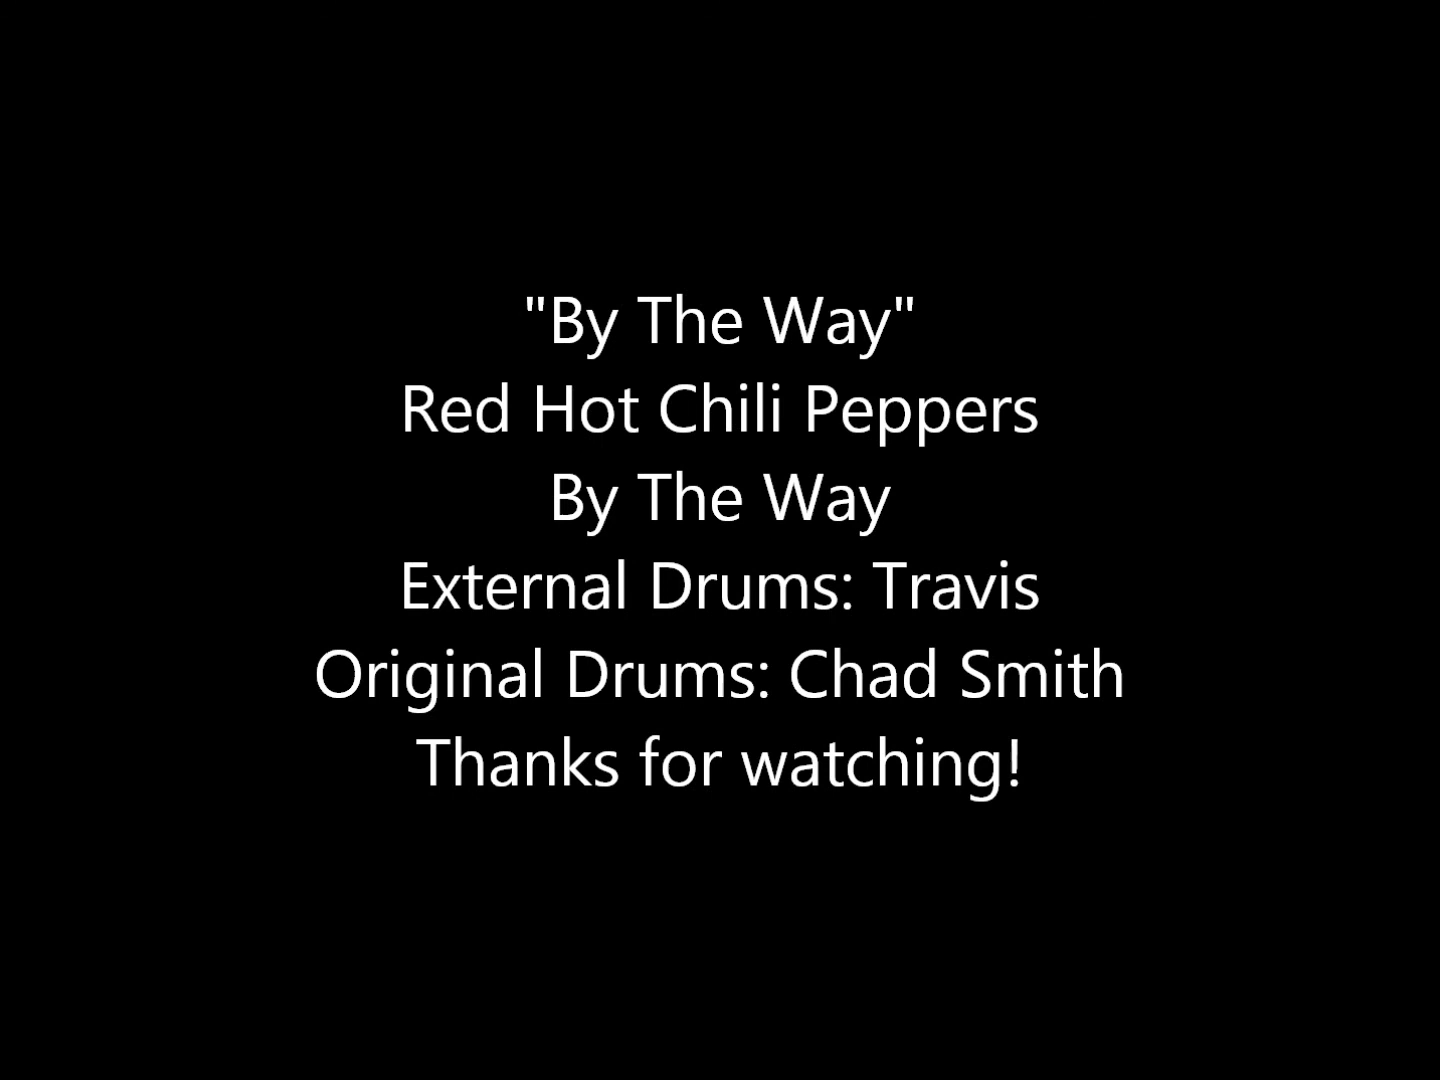 "By The Way"
Red Hot Chili Peppers
By The Way
External Drums: Travis
Original Drums: Chad Smith
Thanks for watching!